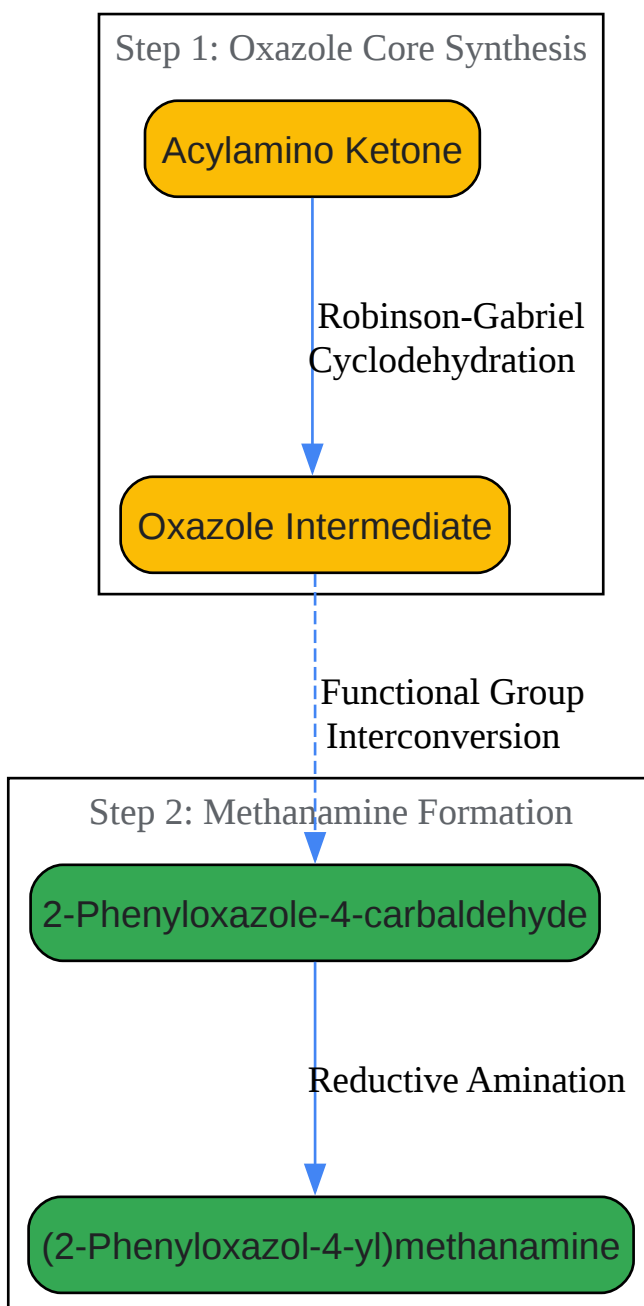 Step 1: Oxazole Core Synthesis
Acylamino Ketone
Robinson-Gabriel
Cyclodehydration
Oxazole Intermediate
Functional Group
Interconversion
Step 2: Methanamine Formation
2-Phenyloxazole-4-carbaldehyde
Reductive Amination
(2-Phenyloxazol-4-yl)methanamine